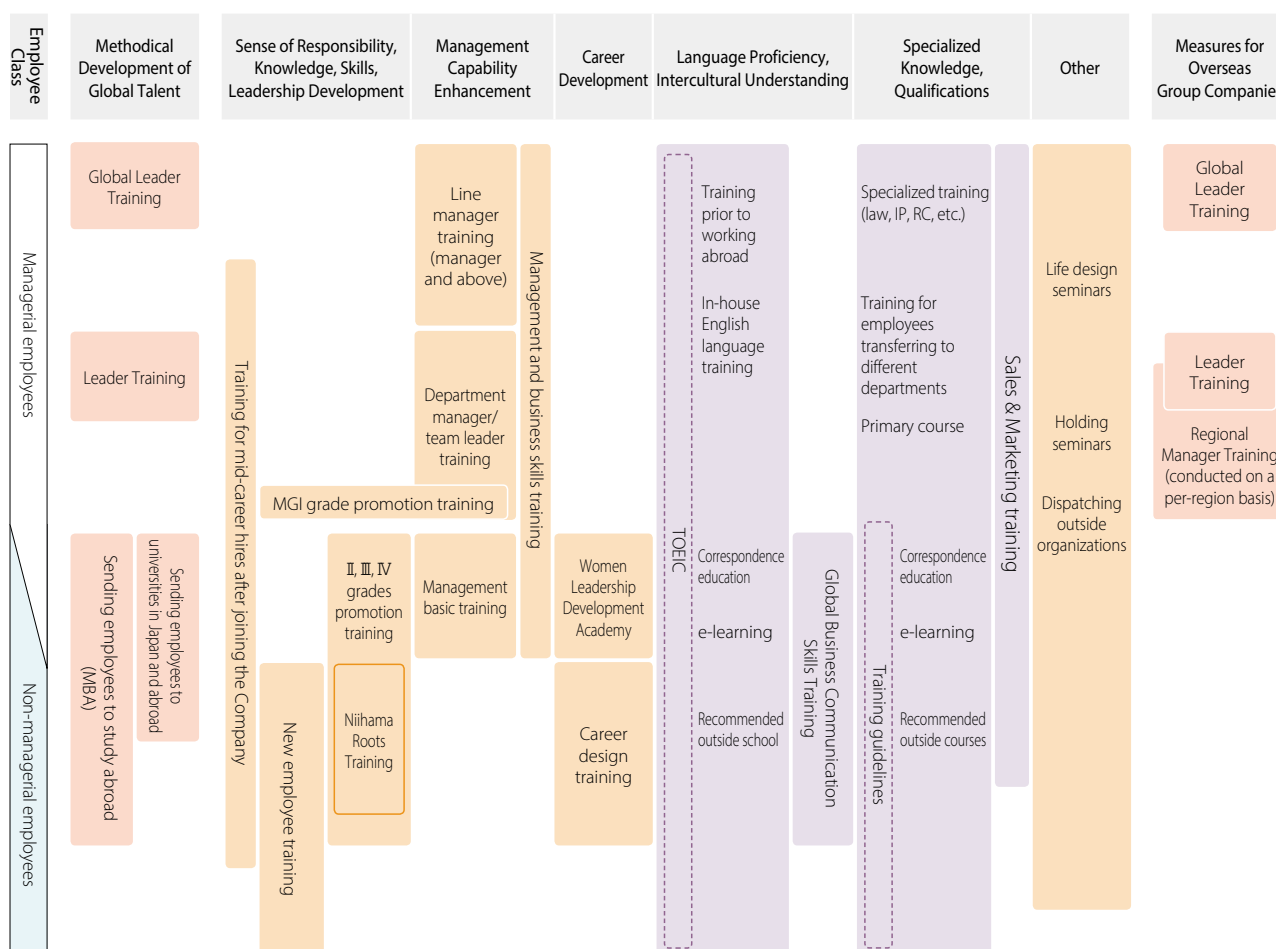 Employee
Class
Methodical
Development of
Global Talent
Sense of Responsibility,
Knowledge, Skills,
Leadership Development
Management
Capability
Enhancement
Career
Development
Language Proficiency,
Intercultural Understanding
Specialized
Knowledge,
Qualifications
Other
Measures for
Overseas
Group Companie
Managerial employees
Non-managerial employees
Global Leader
Training
Leader Training
Sending employees to study abroad
(MBA)
Sending employees to
universities in Japan and abroad
Training for mid-career hires after joining the Company
MGI grade promotion training
New employee training
Ⅱ, Ⅲ, Ⅳ
grades
promotion
training
Niihama
Roots
Training
Line
manager
training
(manager
and above)
Department
manager/
team leader
training
Management
basic training
Management and business skills training
Women
Leadership
Development
Academy
Career
design
training
TOEIC
Training
prior to
working
abroad
In-house
English
language
training
Correspondence
education
e-learning
Recommended
outside school
Global Business Communication
Skills Training
Specialized training
(law, IP, RC, etc.)
Training for
employees
transferring to
different
departments
Primary course
Training guidelines
Correspondence
education
e-learning
Recommended
outside courses
Sales & Marketing training
Life design
seminars
Holding
seminars
Dispatching
outside
organizations
Global
Leader
Training
Leader
Training
Regional
Manager Training
(conducted on a
per-region basis)